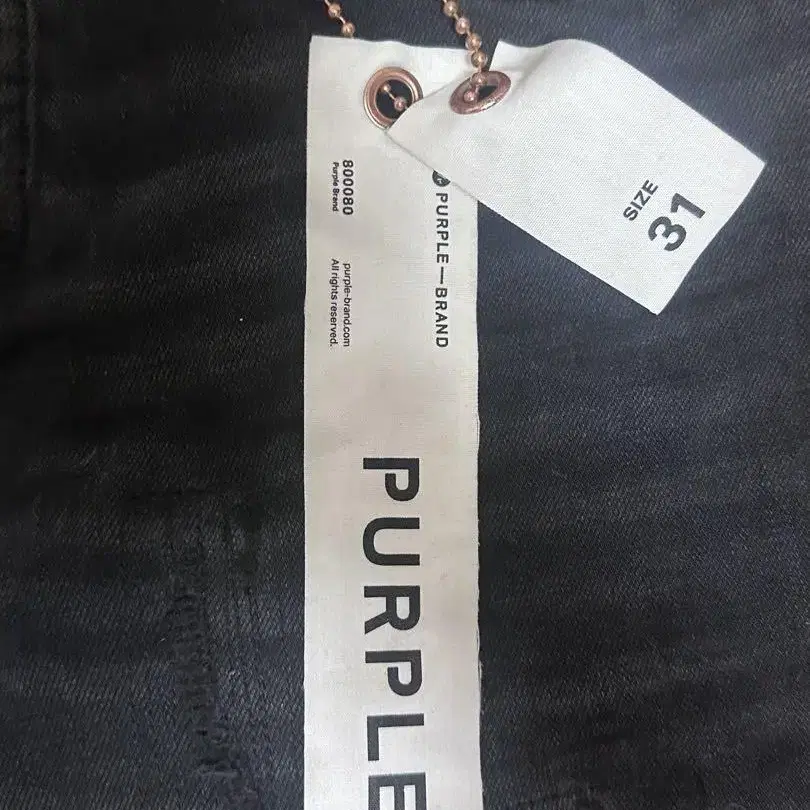 PURPLE—BRAND
800080
Purple Brand
purple-brand.com
All rights reserved.
PURPLE
SIZE
31